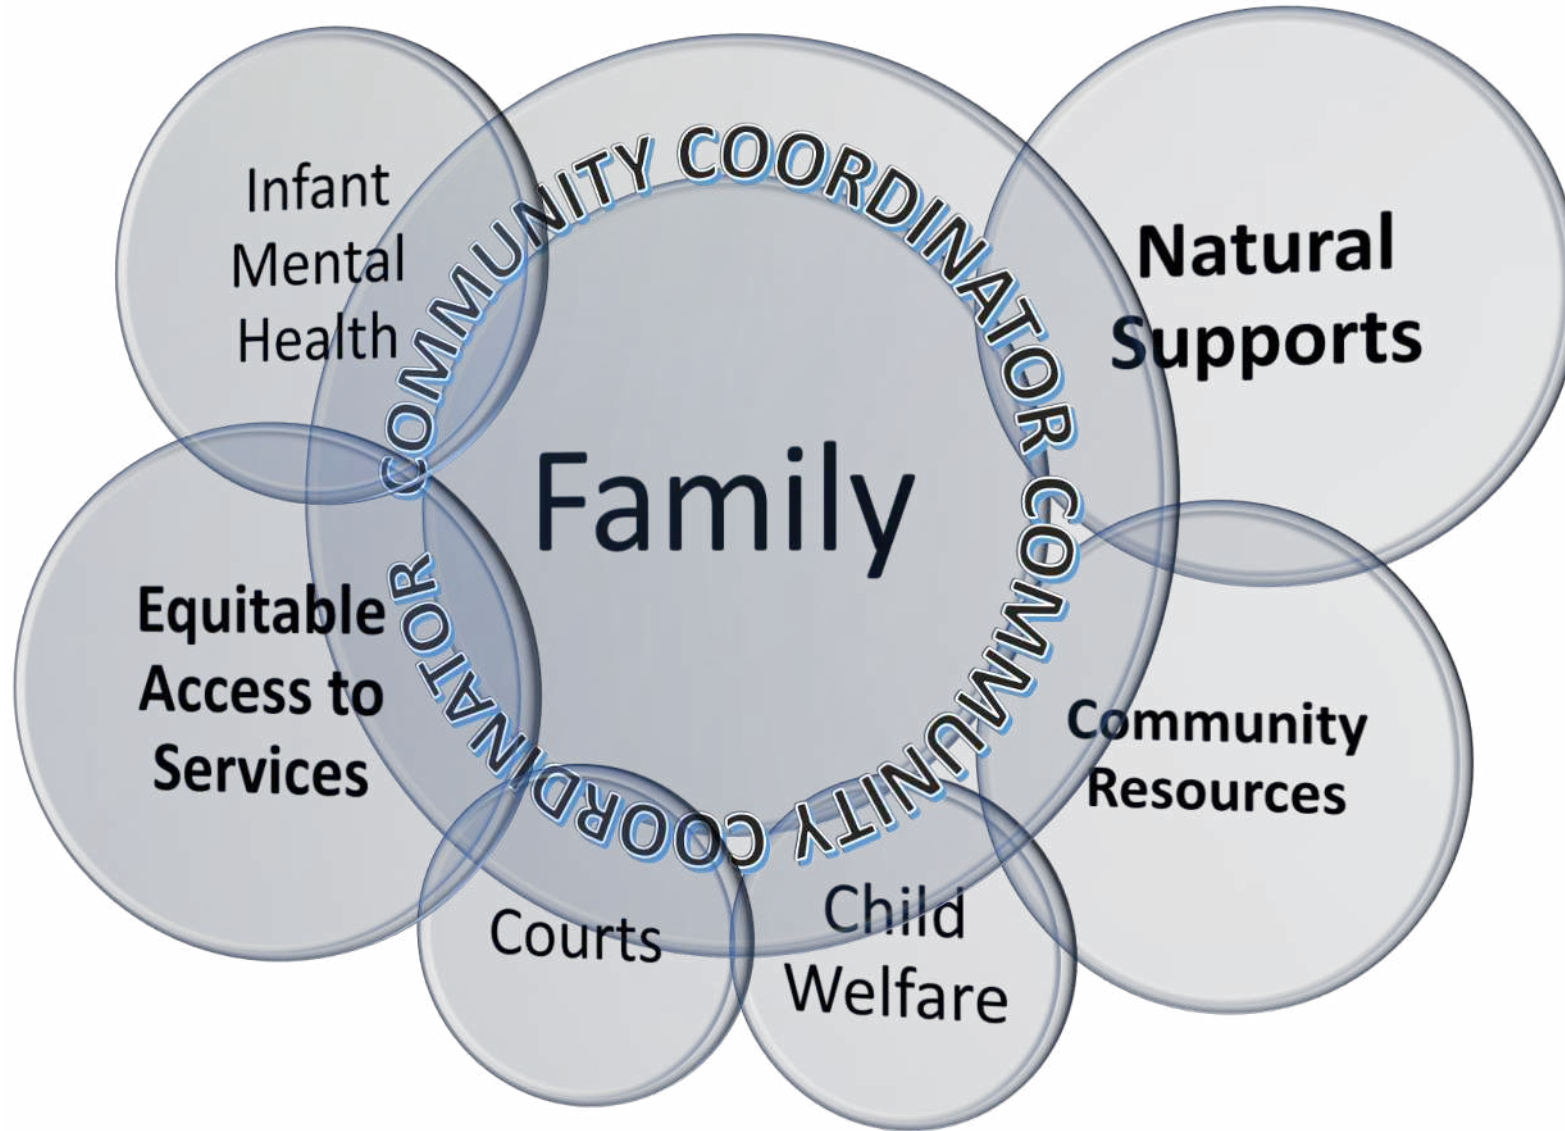 Infant
Mental
Health
COMMUNITY COORDINATOR COMMUNITY COORDINATOR
Natural
Supports
Family
Equitable
Access to
Services
Community
Resources
Courts
Child
Welfare